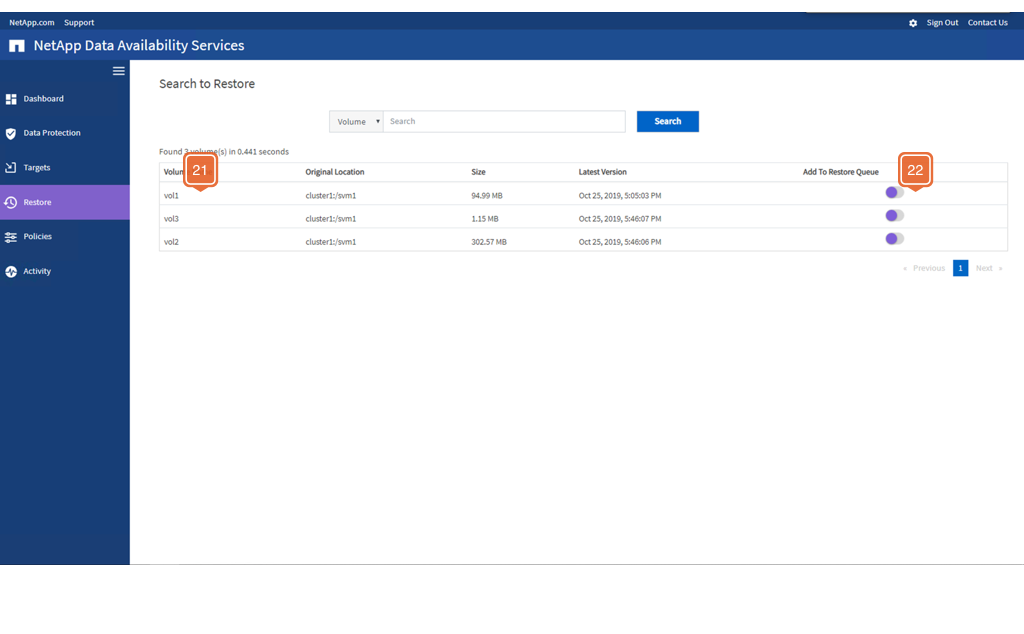 NetApp.com Support Sign Out Contact Us
NetApp Data Availability Services
Dashboard
Data Protection
Targets
Restore
Policies
Activity
Search to Restore
Volume Search Search
Found 3 volume(s) in 0.441 seconds
21 22
Original Location Size Latest Version Add To Restore Queue
vol1 cluster1:/svm1 94.99 MB Oct 25, 2019, 5:05:03 PM
vol3 cluster1:/svm1 1.15 MB Oct 25, 2019, 5:46:07 PM
vol2 cluster1:/svm1 302.57 MB Oct 25, 2019, 5:46:06 PM
« Previous 1 Next »